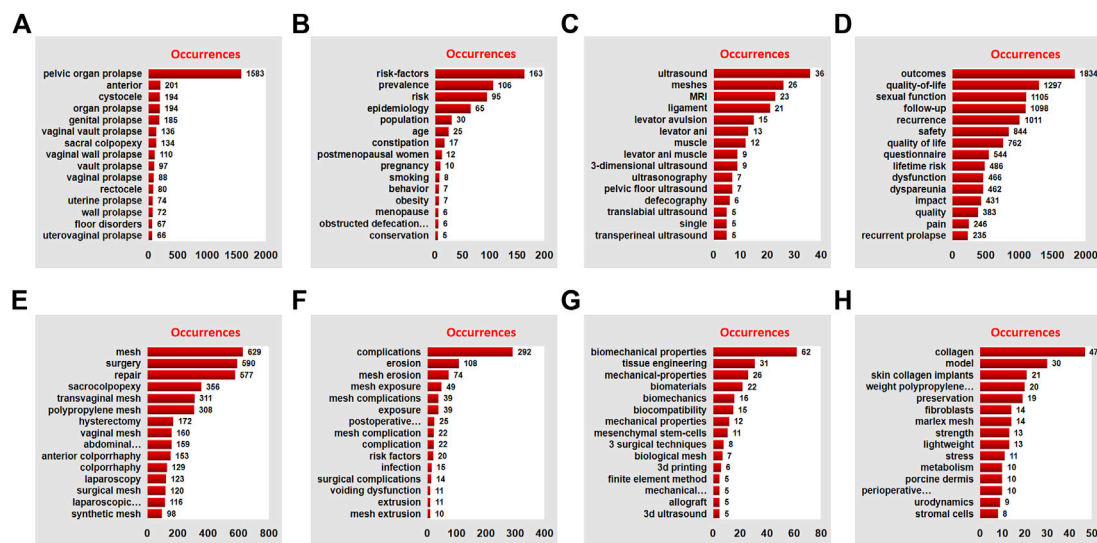 A
Occurrences
pelvic organ prolapse 1583
anterior 201
cystocele 194
organ prolapse 194
genital prolapse 185
vaginal vault prolapse 136
sacral colpopexy 134
vaginal wall prolapse 110
vault prolapse 97
vaginal prolapse 88
rectocele 80
uterine prolapse 74
wall prolapse 72
floor disorders 67
uterovaginal prolapse 66
0 500 1000 1500 2000
B
Occurrences
risk-factors 163
prevalence 106
risk 95
epidemiology 65
population 30
age 25
constipation 17
postmenopausal women 12
pregnancy 10
smoking 8
behavior 7
obesity 7
menopause 6
obstructed defecation... 6
conservation 5
0 50 100 150 200
C
Occurrences
ultrasound 36
meshes 26
MRI 23
ligament 21
levator avulsion 15
levator ani 13
muscle 12
levator ani muscle 9
3-dimensional ultrasound 9
ultrasonography 7
pelvic floor ultrasound 7
defecography 6
translabial ultrasound 5
single 5
transperineal ultrasound 5
0 10 20 30 40
D
Occurrences
outcomes 1834
quality-of-life 1297
sexual function 1105
follow-up 1098
recurrence 1011
safety 844
quality of life 762
questionnaire 544
lifetime risk 486
dysfunction 466
dyspareunia 462
impact 431
quality 383
pain 246
recurrent prolapse 235
0 500 1000 1500 2000
E
Occurrences
mesh 629
surgery 590
repair 577
sacrocolpopexy 356
transvaginal mesh 311
polypropylene mesh 308
hysterectomy 172
vaginal mesh 160
abdominal... 159
anterior colporrhaphy 153
colporrhaphy 129
laparoscopy 123
surgical mesh 120
laparoscopic... 116
synthetic mesh 98
0 200 400 600 800
F
Occurrences
complications 292
erosion 108
mesh erosion 74
mesh exposure 49
mesh complications 39
exposure 39
postoperative... 25
mesh complication 22
complication 22
risk factors 20
infection 15
surgical complications 14
voiding dysfunction 11
extrusion 11
mesh extrusion 10
0 100 200 300 400
G
Occurrences
biomechanical properties 62
tissue engineering 31
mechanical-properties 26
biomaterials 22
biomechanics 16
biocompatibility 15
mechanical properties 12
mesenchymal stem-cells 11
3 surgical techniques 8
biological mesh 7
3d printing 6
finite element method 5
mechanical... 5
allograft 5
3d ultrasound 5
0 20 40 60 80
H
Occurrences
collagen 47
model 30
skin collagen implants 21
weight polypropylene... 20
preservation 19
fibroblasts 14
marlex mesh 14
strength 13
lightweight 13
stress 11
metabolism 10
porcine dermis 10
perioperative... 10
urodynamics 9
stromal cells 8
0 10 20 30 40 50